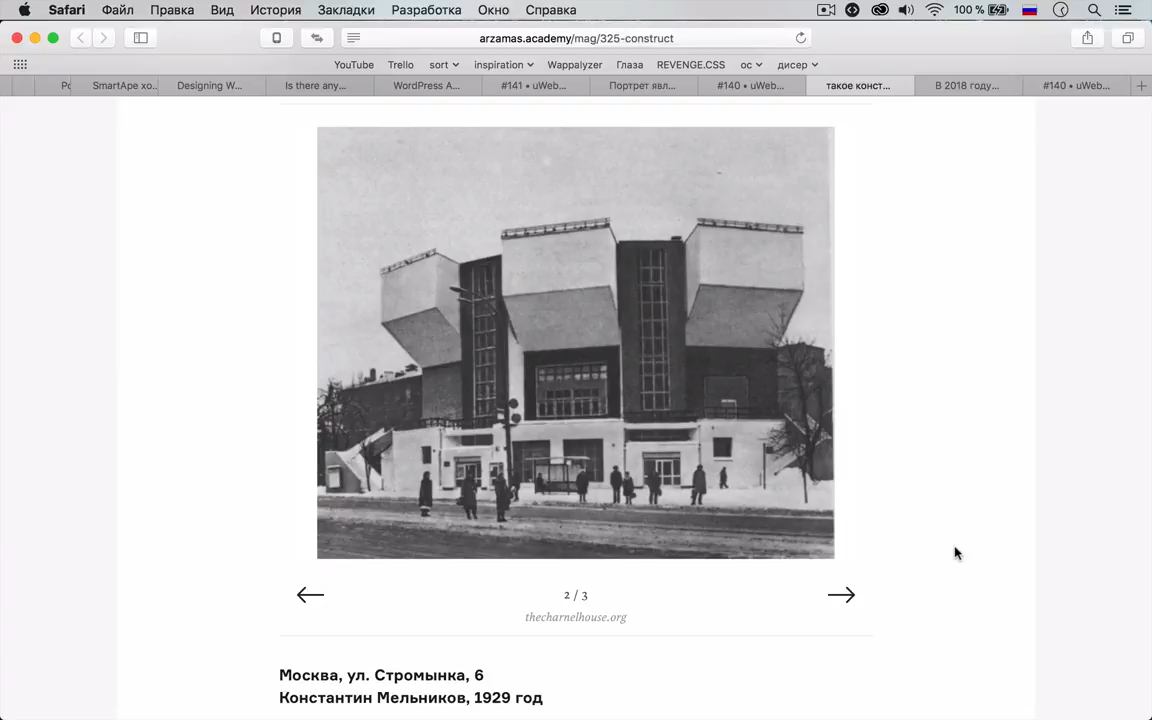 Safari Файл Правка Вид История Закладки Разработка Окно Справка 100 %
arzamas.academy/mag/325-construct
YouTube Trello sort inspiration Wappalyzer Глаза REVENGE.CSS ос дисер
Рс SmartApe xo... Designing W... Is there any... WordPress A... #141 • uWeb... Портрет явл... #140 • uWeb... такое конст... В 2018 году... #140 • uWeb...
2 / 3
thecharnelhouse.org
Москва, ул. Стромынка, 6
Константин Мельников, 1929 год